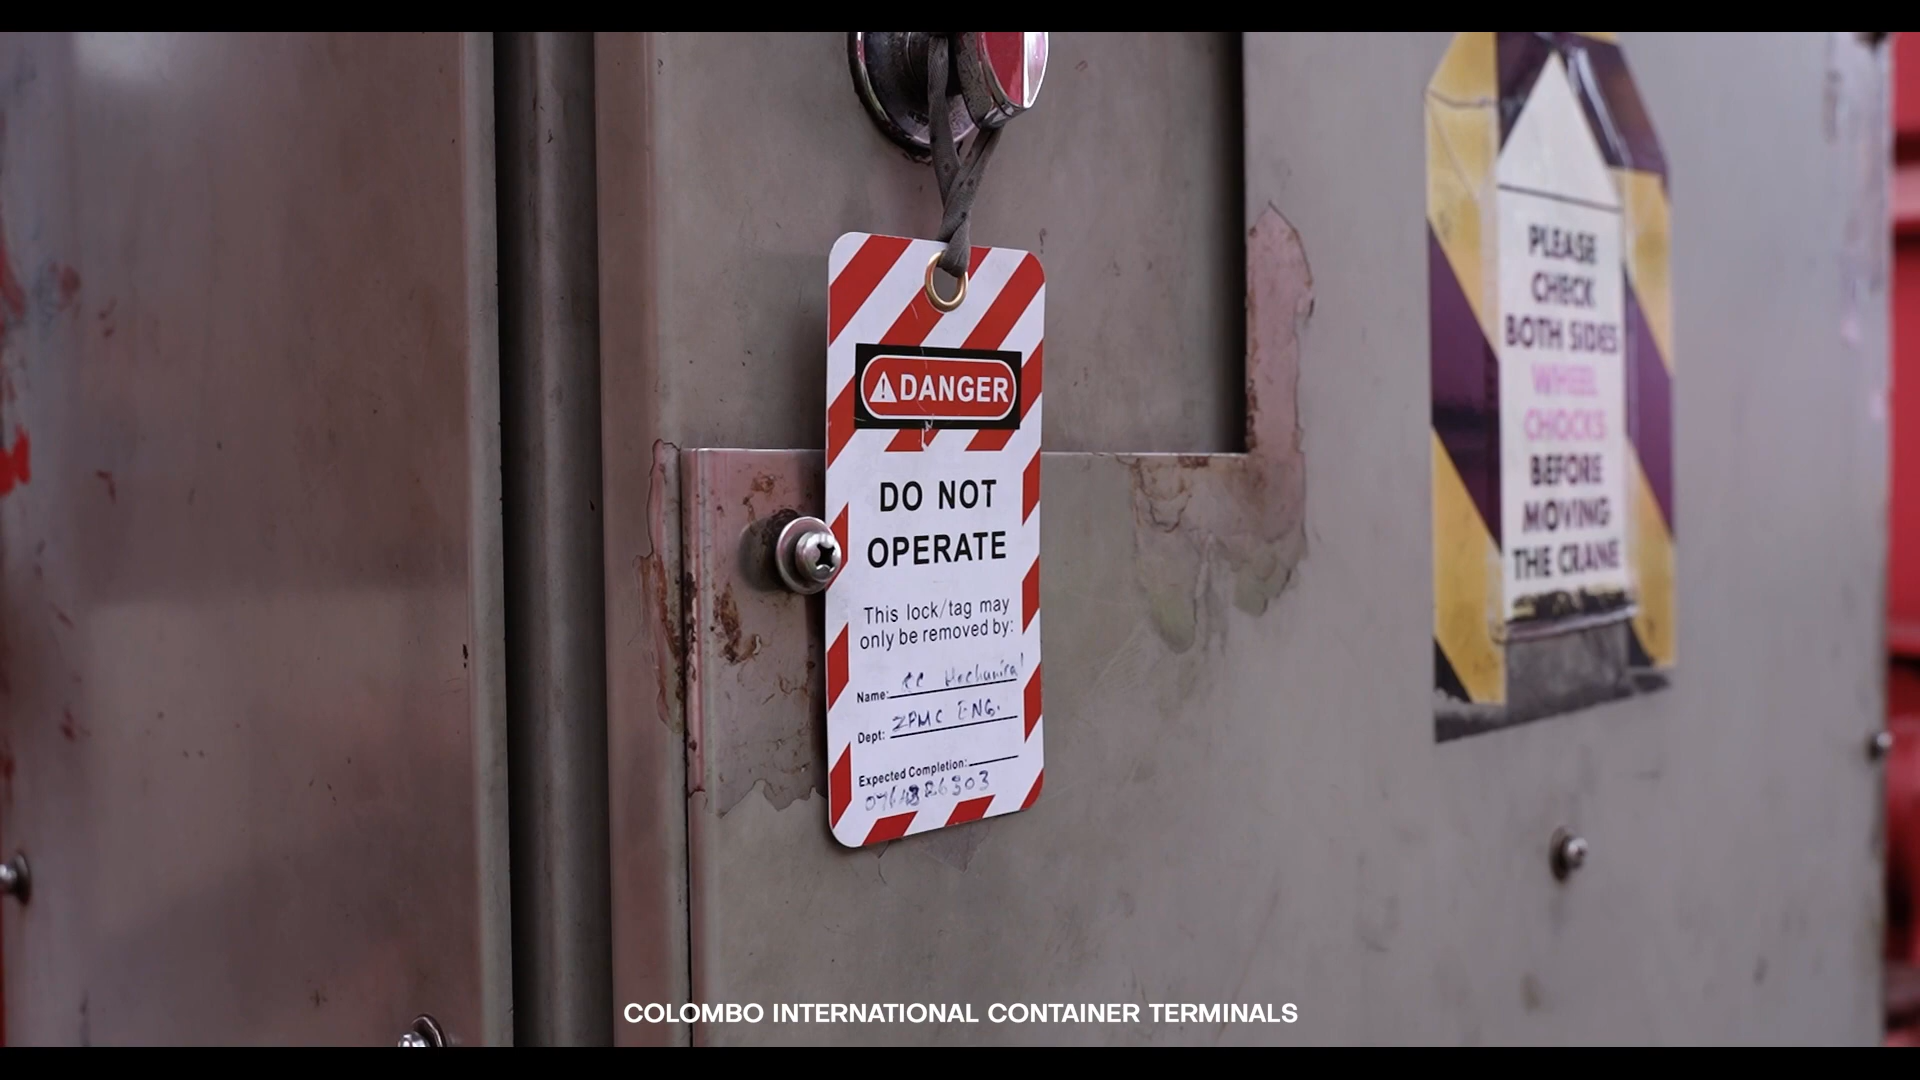 DANGER
DO NOT
OPERATE
This lock/tag may
only be removed by:
Name: Mechanical
Dept: ZPMC ENG.
Expected Completion:
PLEASE
CHECK
BOTH SIDES
WHEEL
CHOCKS
BEFORE
MOVING
THE CRANE
COLOMBO INTERNATIONAL CONTAINER TERMINALS